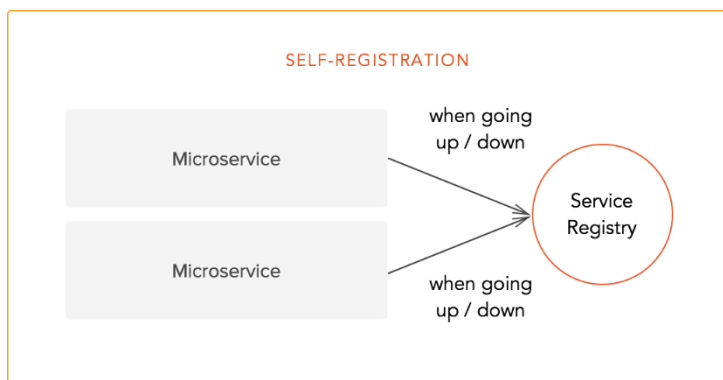 SELF-REGISTRATION
when going
up / down
Microservice
Service
Registry
Microservice
when going
up / down